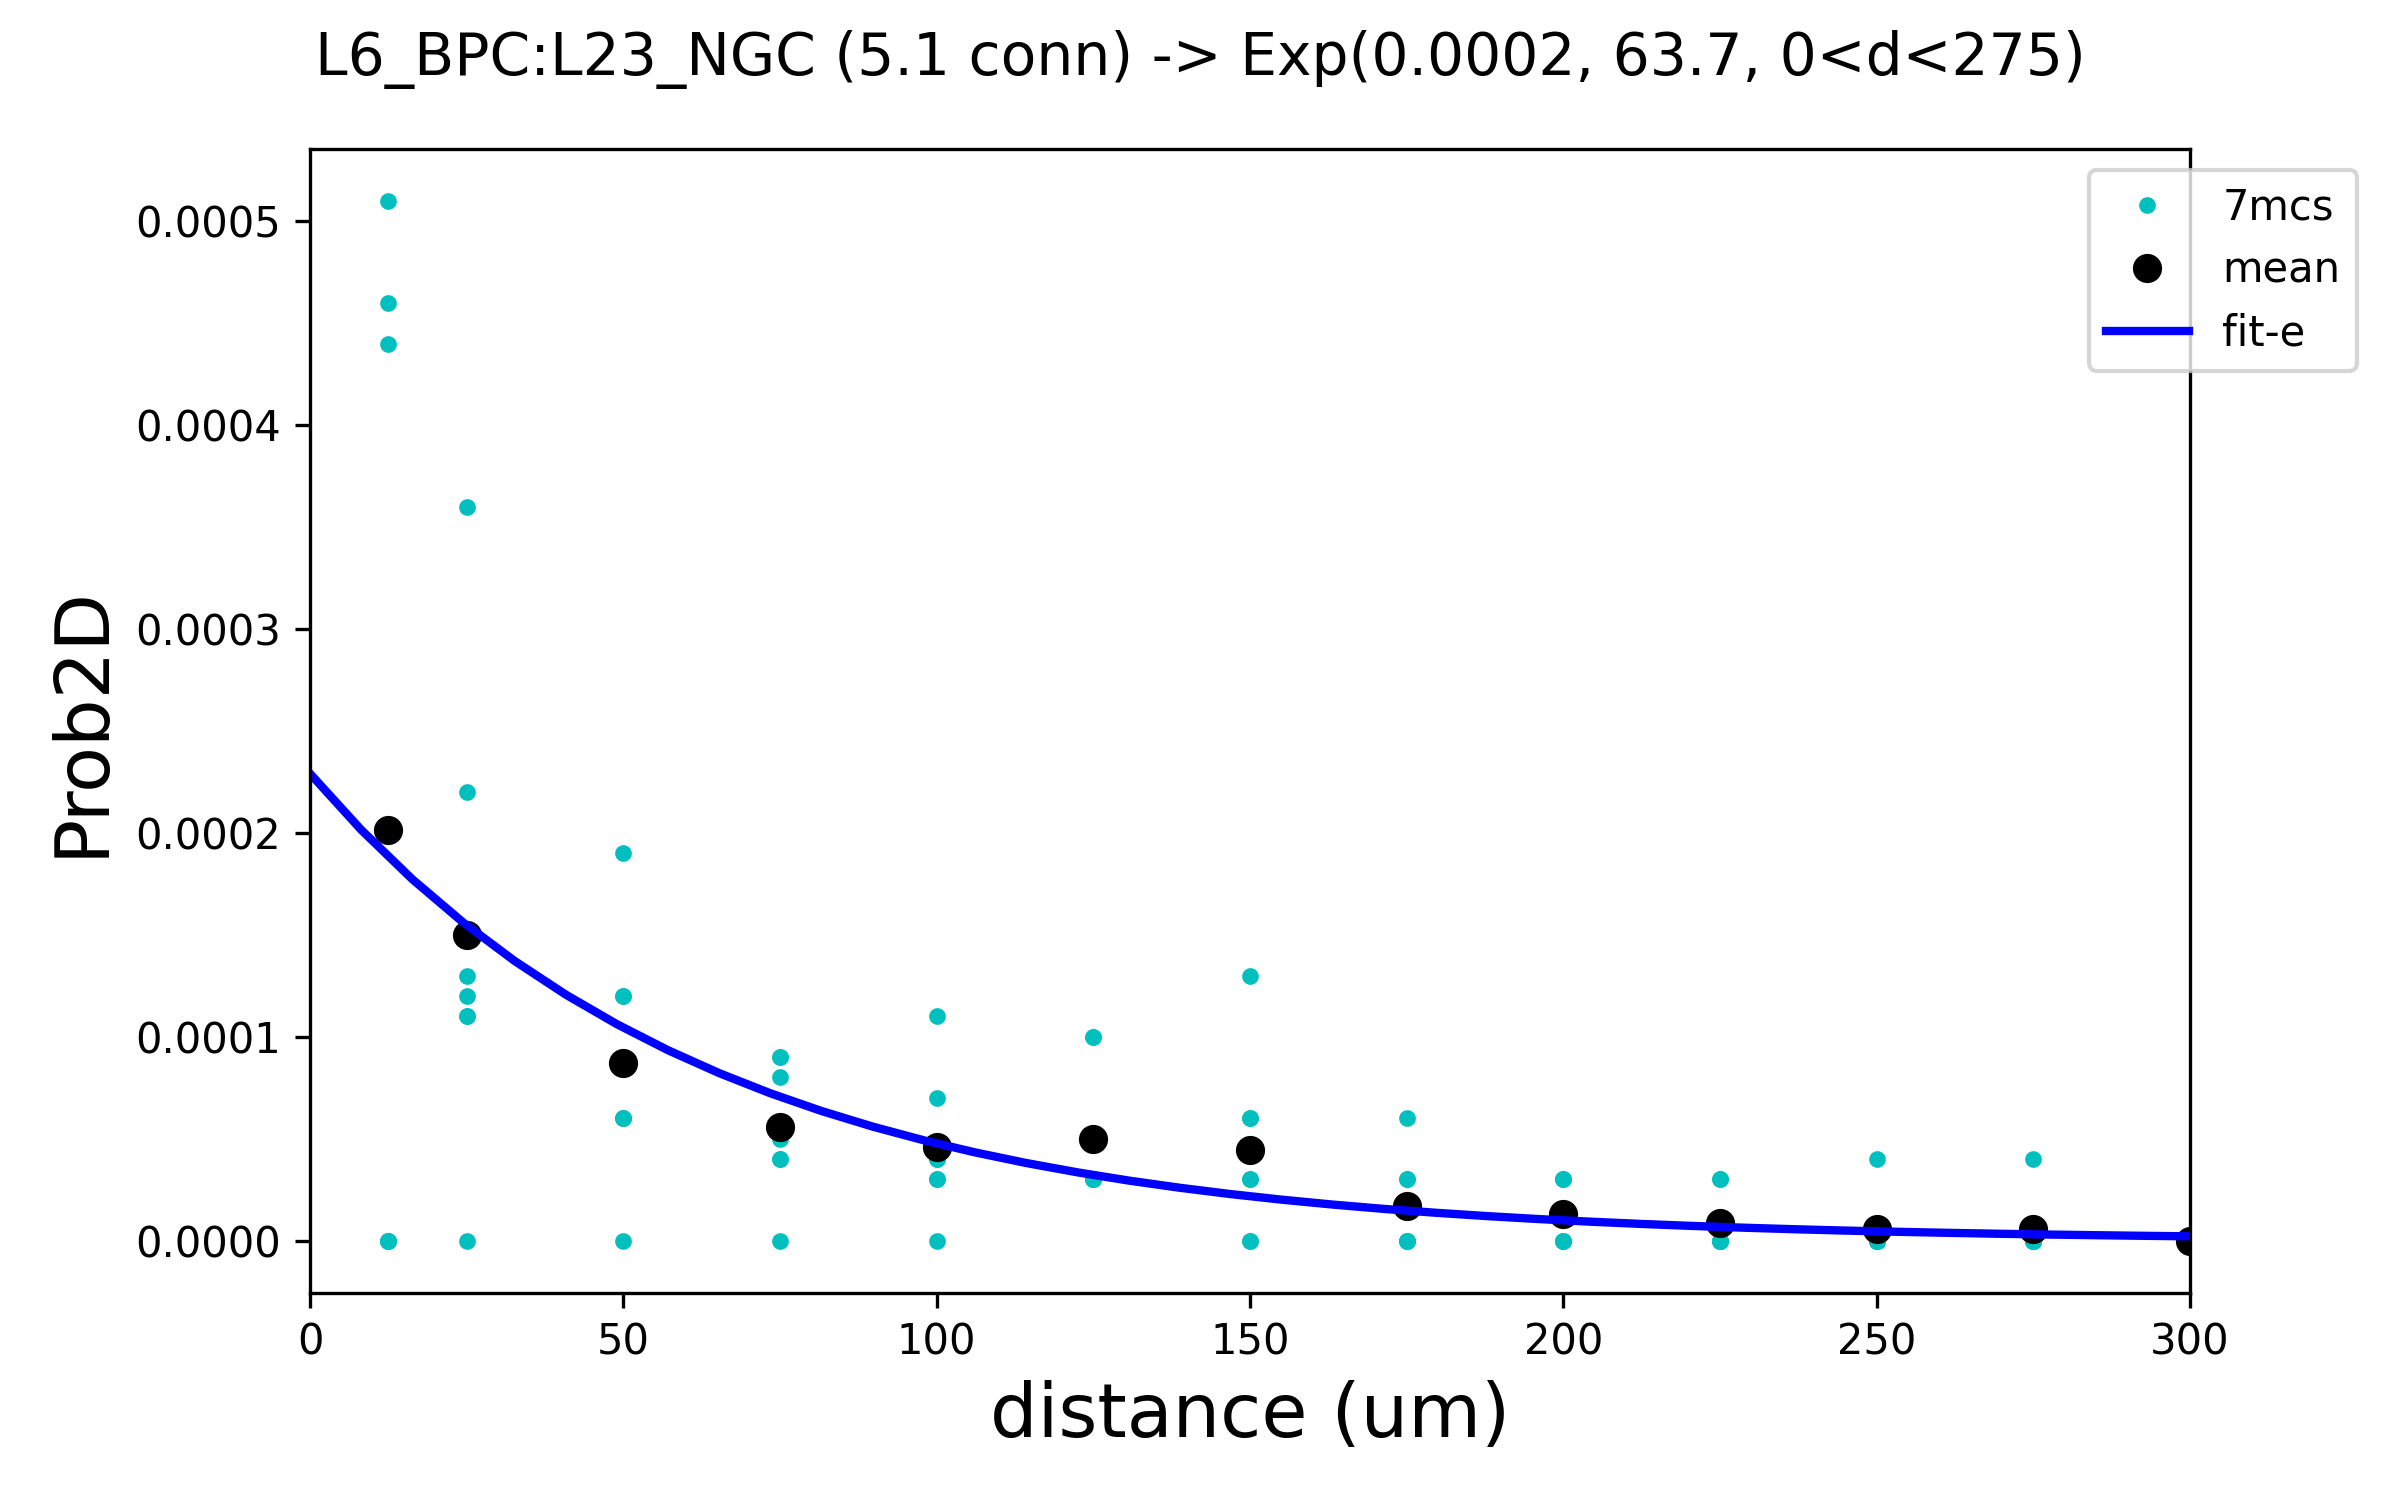 L6_BPC:L23_NGC (5.1 conn) -> Exp(0.0002, 63.7, 0<d<275)
7mcs
mean
fit-e
Prob2D
0.0005
0.0004
0.0003
0.0002
0.0001
0.0000
0 50 100 150 200 250 300
distance (um)